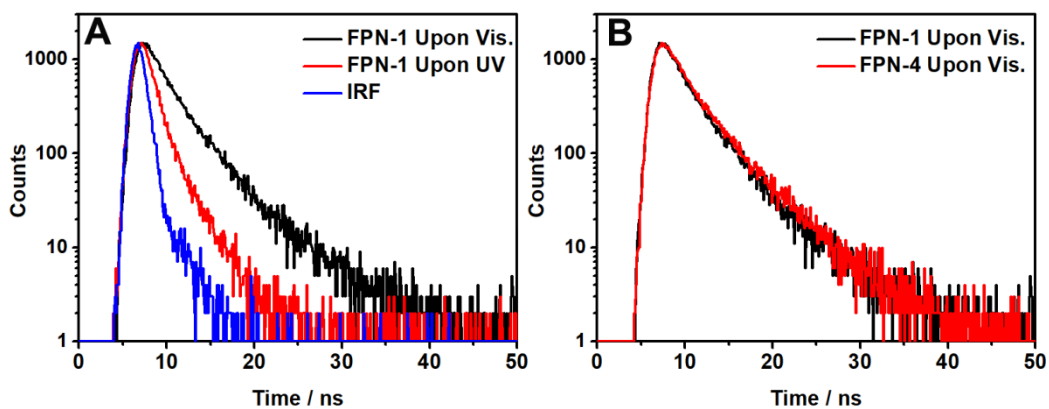 A
FPN-1 Upon Vis.
FPN-1 Upon UV
IRF
1000
100
10
1
Counts
0 10 20 30 40 50
Time / ns
B
FPN-1 Upon Vis.
FPN-4 Upon Vis.
1000
100
10
1
Counts
0 10 20 30 40 50
Time / ns